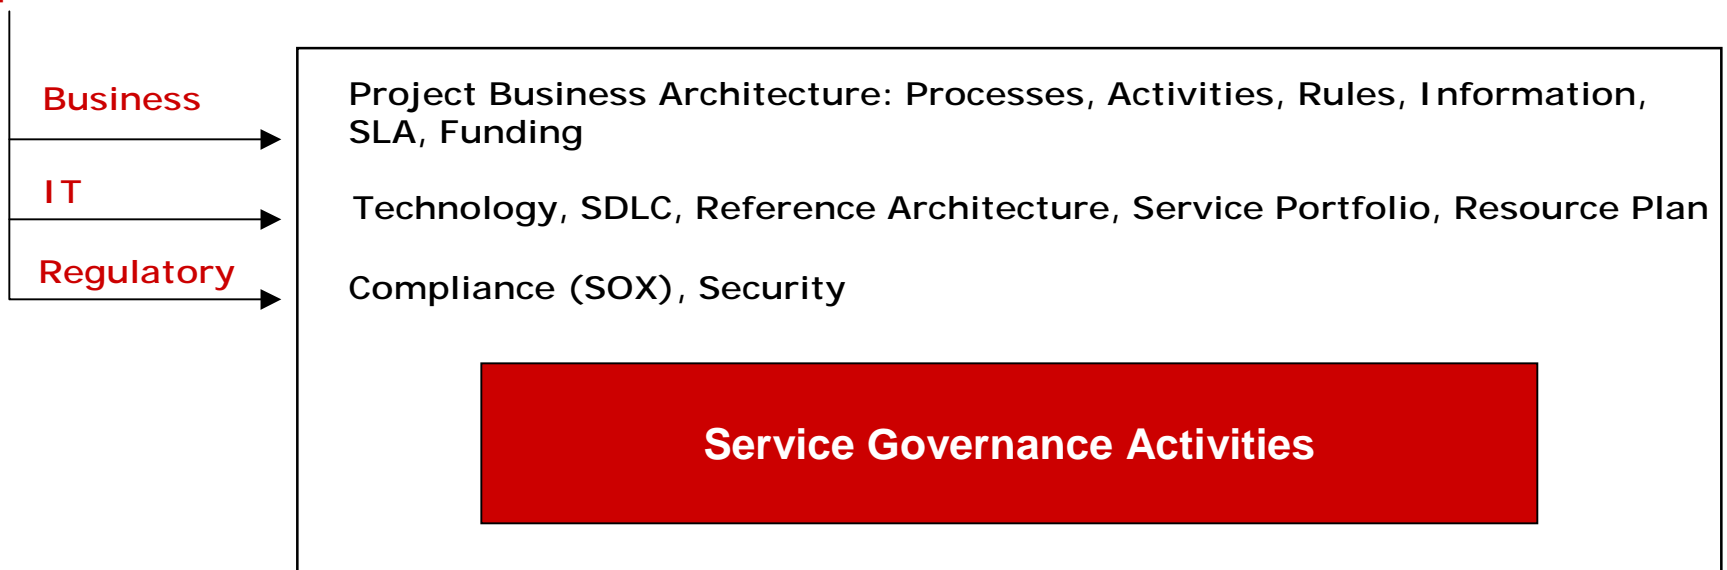 Business
Project Business Architecture: Processes, Activities, Rules, Information,
SLA, Funding
IT
Technology, SDLC, Reference Architecture, Service Portfolio, Resource Plan
Regulatory
Compliance (SOX), Security
Service Governance Activities